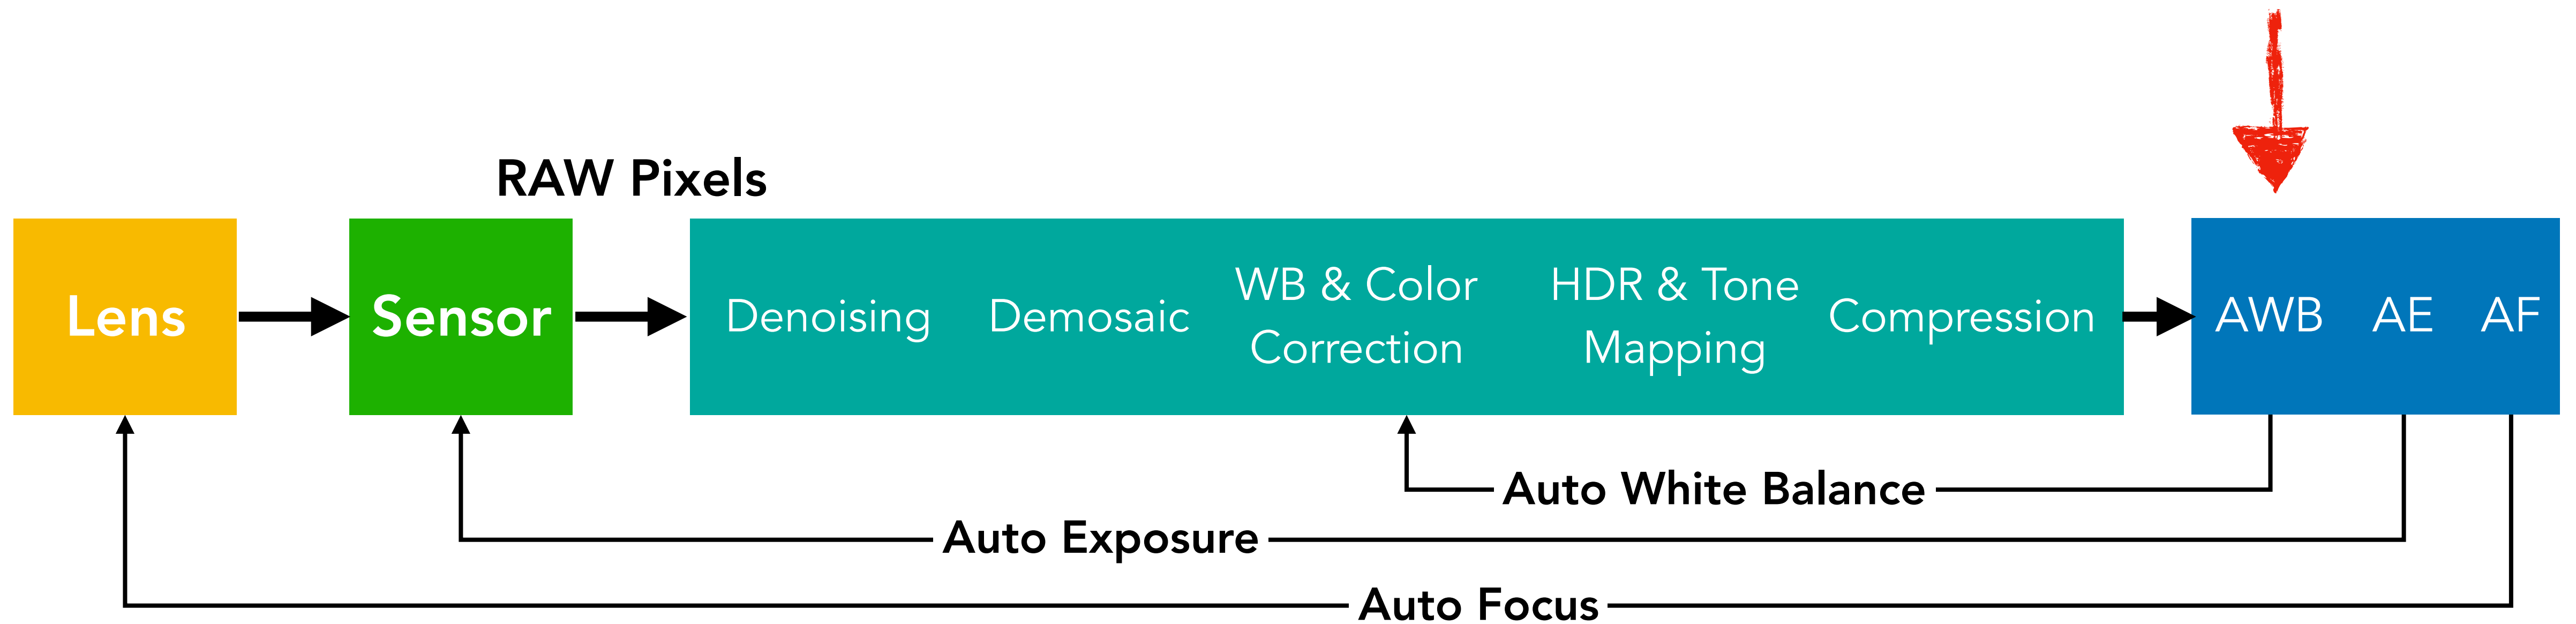 RAW Pixels
Lens
Sensor
Denoising
Demosaic
WB & Color
Correction
HDR & Tone
Mapping
Compression
AWB
AE
AF
Auto White Balance
Auto Exposure
Auto Focus